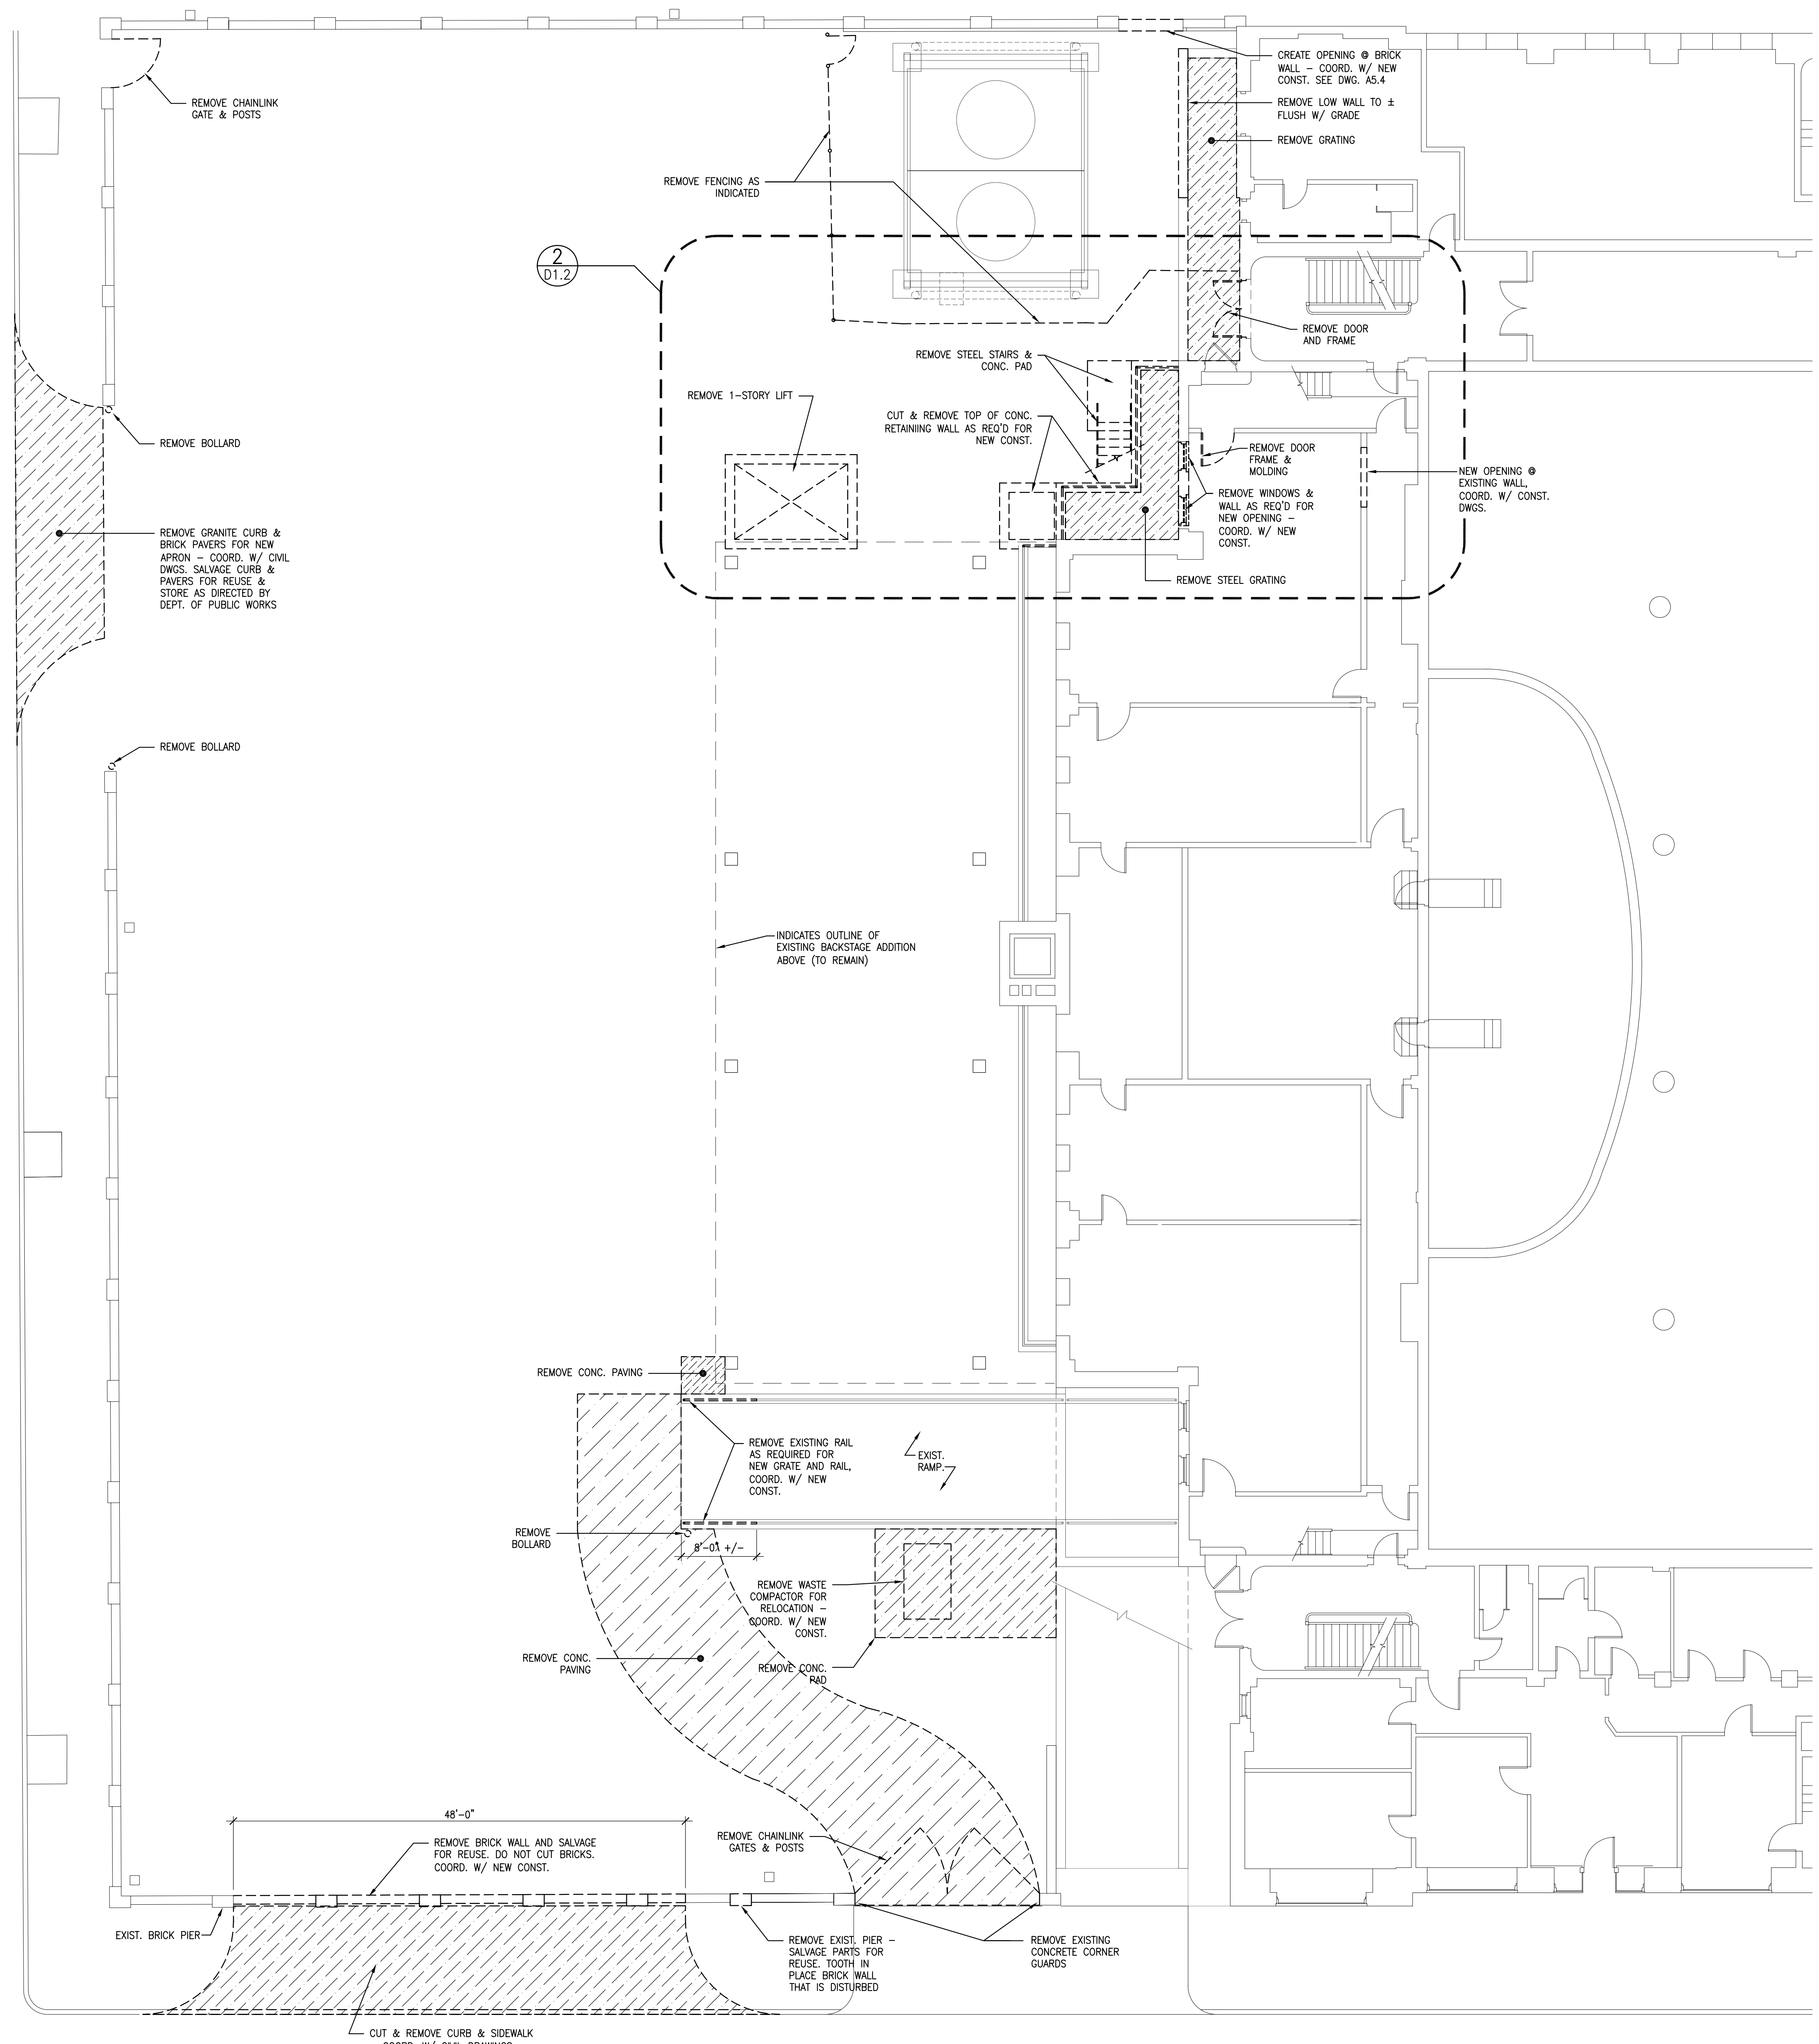 CREATE OPENING @ BRICK
WALL – COORD. W/ NEW
CONST. SEE DWG. A5.4
REMOVE CHAINLINK
GATE & POSTS
REMOVE LOW WALL TO ±
FLUSH W/ GRADE
REMOVE GRATING
REMOVE FENCING AS
INDICATED
2
D1.2
REMOVE DOOR
AND FRAME
REMOVE STEEL STAIRS &
CONC. PAD
REMOVE 1-STORY LIFT
CUT & REMOVE TOP OF CONC.
RETAINIING WALL AS REQ'D FOR
NEW CONST.
REMOVE BOLLARD
REMOVE DOOR
FRAME &
MOLDING
NEW OPENING @
EXISTING WALL,
COORD. W/ CONST.
DWGS.
REMOVE WINDOWS &
WALL AS REQ'D FOR
NEW OPENING –
COORD. W/ NEW
CONST.
REMOVE GRANITE CURB &
BRICK PAVERS FOR NEW
APRON – COORD. W/ CIVIL
DWGS. SALVAGE CURB &
PAVERS FOR REUSE &
STORE AS DIRECTED BY
DEPT. OF PUBLIC WORKS
REMOVE STEEL GRATING
REMOVE BOLLARD
INDICATES OUTLINE OF
EXISTING BACKSTAGE ADDITION
ABOVE (TO REMAIN)
REMOVE CONC. PAVING
REMOVE EXISTING RAIL
AS REQUIRED FOR
NEW GRATE AND RAIL,
COORD. W/ NEW
CONST.
EXIST.
RAMP.
REMOVE
BOLLARD
8'-0" +/-
REMOVE WASTE
COMPACTOR FOR
RELOCATION –
COORD. W/ NEW
CONST.
REMOVE CONC.
PAVING
REMOVE CONC.
PAD
48'-0"
REMOVE BRICK WALL AND SALVAGE
FOR REUSE. DO NOT CUT BRICKS.
COORD. W/ NEW CONST.
REMOVE CHAINLINK
GATES & POSTS
EXIST. BRICK PIER
REMOVE EXIST. PIER –
SALVAGE PARTS FOR
REUSE. TOOTH IN
PLACE BRICK WALL
THAT IS DISTURBED
REMOVE EXISTING
CONCRETE CORNER
GUARDS
CUT & REMOVE CURB & SIDEWALK
COORD. W/ CIVIL DRAWINGS